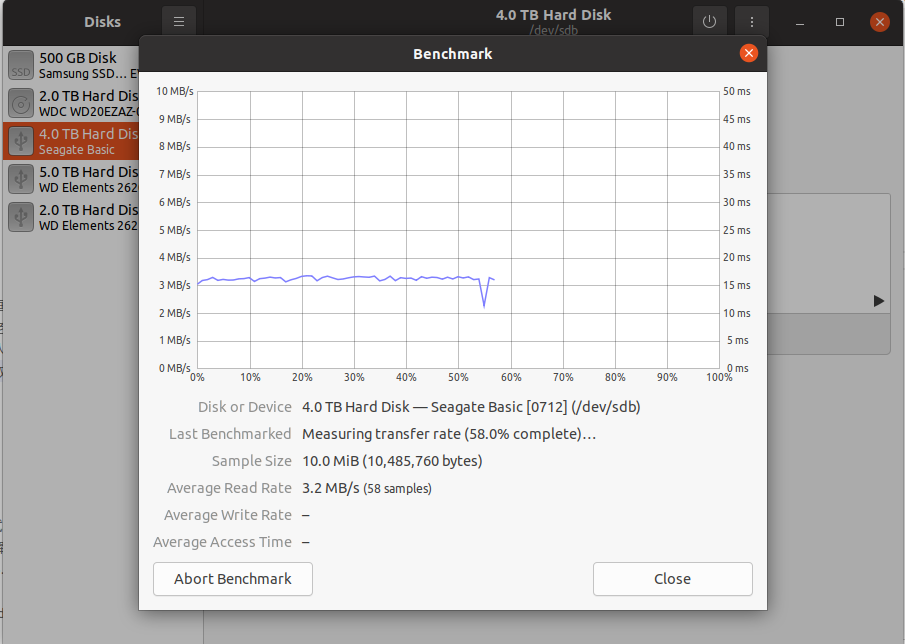 Disks
4.0 TB Hard Disk
/dev/sdb
Benchmark
500 GB Disk
Samsung SSD…
SSD
2.0 TB Hard Dis
WDC WD20EZAZ-
4.0 TB Hard Dis
Seagate Basic
5.0 TB Hard Dis
WD Elements 262
2.0 TB Hard Dis
WD Elements 262
10 MB/s 50 ms
9 MB/s 45 ms
8 MB/s 40 ms
7 MB/s 35 ms
6 MB/s 30 ms
5 MB/s 25 ms
4 MB/s 20 ms
3 MB/s 15 ms
2 MB/s 10 ms
1 MB/s 5 ms
0 MB/s 0 ms
0% 10% 20% 30% 40% 50% 60% 70% 80% 90% 100%
Disk or Device 4.0 TB Hard Disk — Seagate Basic [0712] (/dev/sdb)
Last Benchmarked Measuring transfer rate (58.0% complete)…
Sample Size 10.0 MiB (10,485,760 bytes)
Average Read Rate 3.2 MB/s (58 samples)
Average Write Rate –
Average Access Time –
Abort Benchmark Close